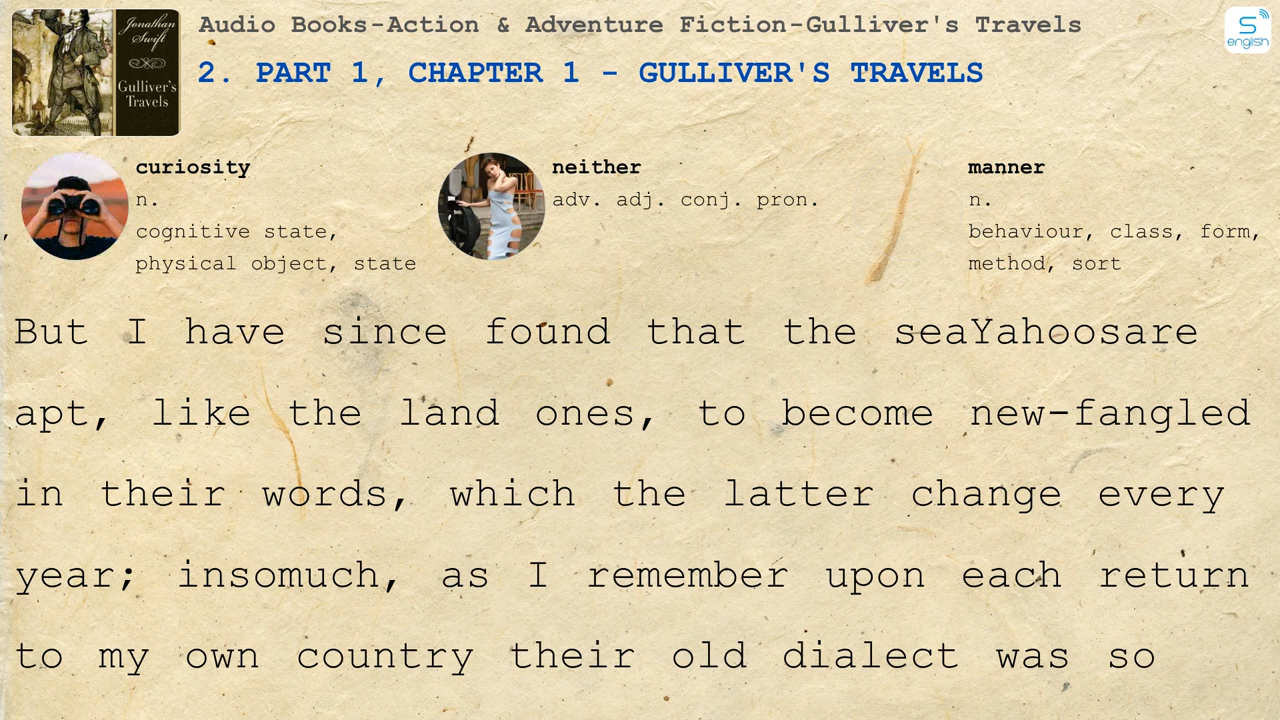 Audio Books-Action & Adventure Fiction-Gulliver's Travels
2. PART 1, CHAPTER 1 - GULLIVER'S TRAVELS
Jonathan
Swift
Gulliver's
Travels
S
english
curiosity
n.
cognitive state,
physical object, state
neither
adv. adj. conj. pron.
manner
n.
behaviour, class, form,
method, sort
,
But I have since found that the seaYahoosare
apt, like the land ones, to become new-fangled
in their words, which the latter change every
year; insomuch, as I remember upon each return
to my own country their old dialect was so